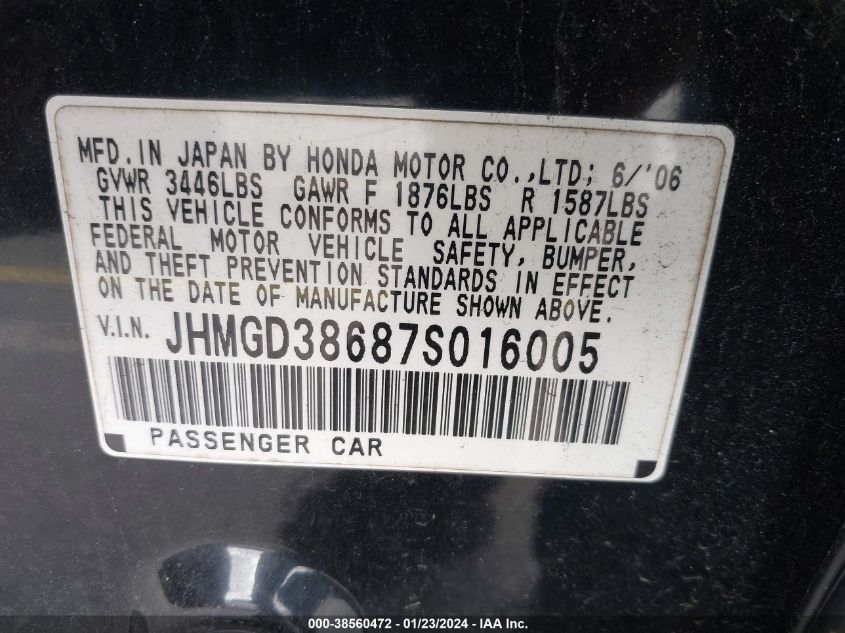 MFD. IN JAPAN BY HONDA MOTOR CO.,LTD; 6/'06
GVWR 3446LBS GAWR F 1876LBS R 1587LBS
THIS VEHICLE CONFORMS TO ALL APPLICABLE
FEDERAL MOTOR VEHICLE SAFETY, BUMPER,
AND THEFT PREVENTION STANDARDS IN EFFECT
ON THE DATE OF MANUFACTURE SHOWN ABOVE.
V.I.N. JHMGD38687S016005
PASSENGER CAR
000-38560472 - 01/23/2024 - IAA Inc.